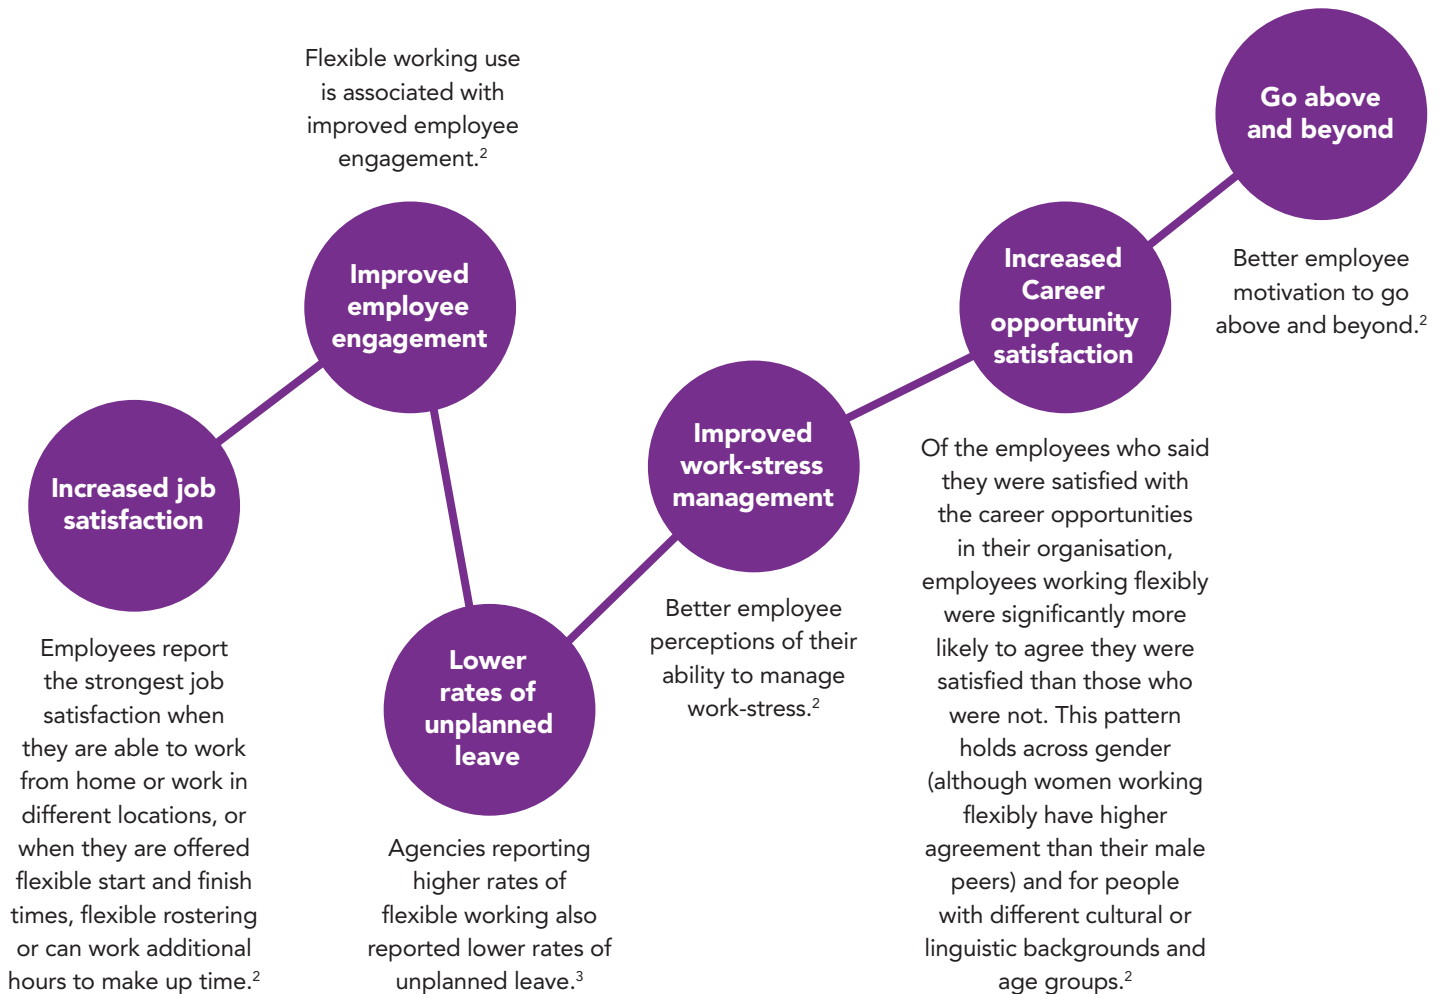 Increased job
satisfaction
Employees report
the strongest job
satisfaction when
they are able to work
from home or work in
different locations, or
when they are offered
flexible start and finish
times, flexible rostering
or can work additional
hours to make up time.²
Flexible working use
is associated with
improved employee
engagement.²
Improved
employee
engagement
Lower
rates of
unplanned
leave
Agencies reporting
higher rates of
flexible working also
reported lower rates of
unplanned leave.³
Improved
work-stress
management
Better employee
perceptions of their
ability to manage
work-stress.²
Increased
Career
opportunity
satisfaction
Of the employees who said
they were satisfied with
the career opportunities
in their organisation,
employees working flexibly
were significantly more
likely to agree they were
satisfied than those who
were not. This pattern
holds across gender
(although women working
flexibly have higher
agreement than their male
peers) and for people
with different cultural or
linguistic backgrounds and
age groups.²
Go above
and beyond
Better employee
motivation to go
above and beyond.²